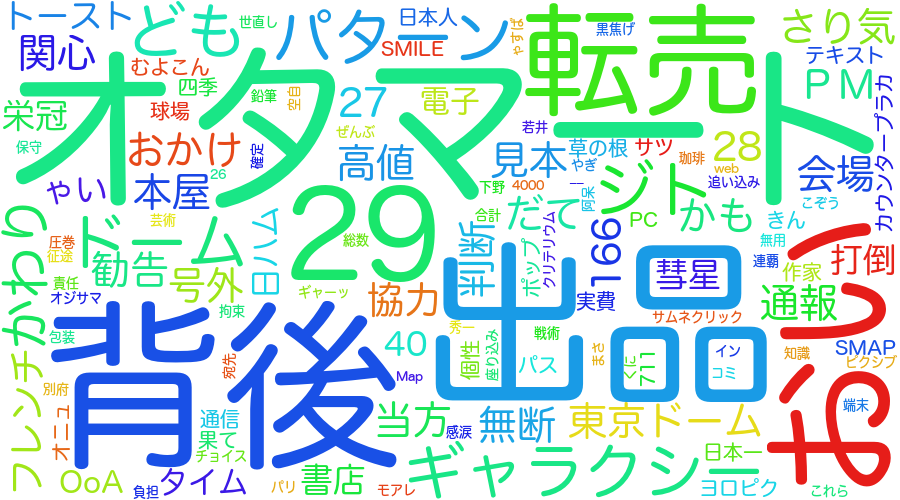 トースト
ども
世直し
パターン
日本人
SMILE
やすば
転売
黒焦げ
さり気
テキスト
関心
むよこん
四季
鉛筆
空自
オタマート
27
電子
PM
栄冠
球場
ぜんぶ
若井
28
カウンタープラカ
保守
おかけ
確定
高値
見本
草の根
サツ
珈琲
web
会場
ゃい
本屋
26
29
下野
4000
一
やぎ
阿呆
ジト
追い込み
こぞう
かわり
芸術
ドーム
日ハム
総数
合計
だて
クリテリウム
PC
かも
きん
おい
圧巻
征途
勧告
号外
判断
ポップ
166
無用
打倒
責任
オジサマ
ギャーッ
協力
出品
実費
彗星
連覇
作家
通報
拘束
背後
包装
宛先
40
秀一
個性
座り込み
戦術
サムネクリック
まさ
くに
711
イン
コミ
知識
SMAP
ピクシブ
フレンチ
別府
Map
パス
端末
オニュ
通信
果て
チョイス
当方
感涙
無断
東京ドーム
OoA
負担
タイム
パリ
書店
モアレ
ギャラクシー
日本一
ヨロピク
これら